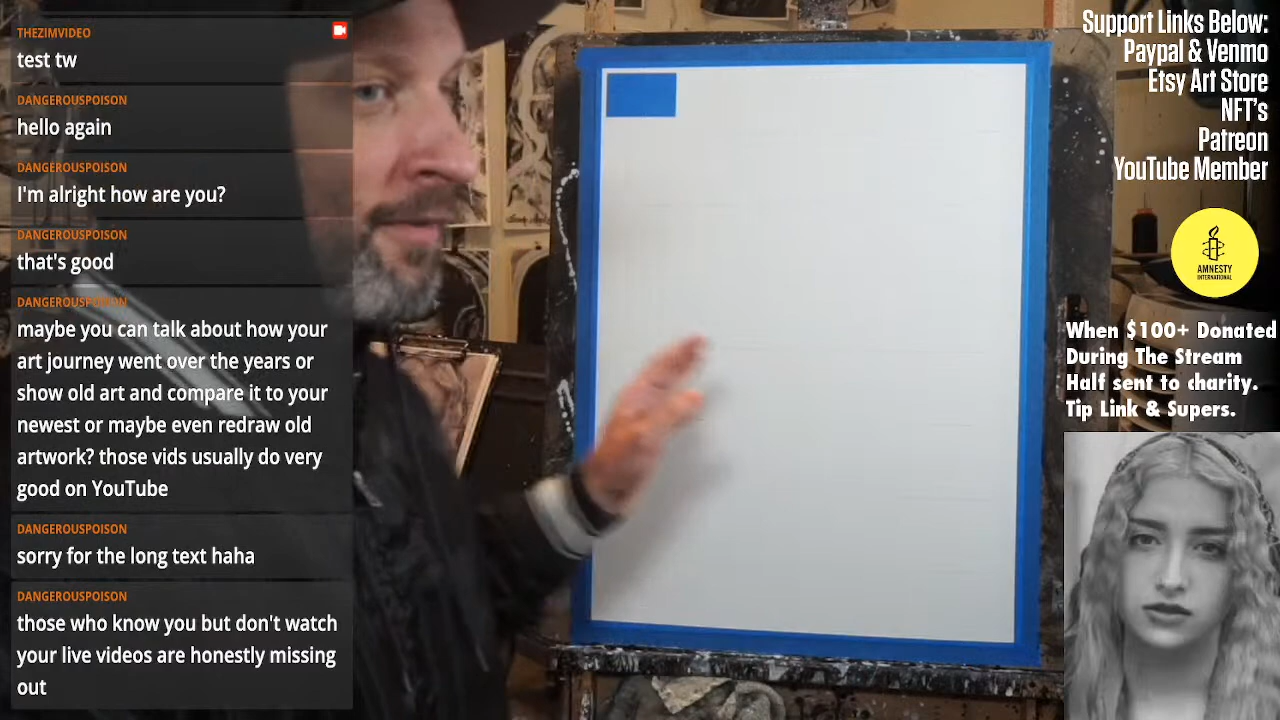 THEZIMVIDEO
test tw
DANGEROUSPOISON
hello again
DANGEROUSPOISON
I'm alright how are you?
DANGEROUSPOISON
that's good
DANGEROUSPOISON
maybe you can talk about how your
art journey went over the years or
show old art and compare it to your
newest or maybe even redraw old
artwork? those vids usually do very
good on YouTube
DANGEROUSPOISON
sorry for the long text haha
DANGEROUSPOISON
those who know you but don't watch
your live videos are honestly missing
out
Support Links Below:
Paypal & Venmo
Etsy Art Store
NFT's
Patreon
YouTube Member
AMNESTY
INTERNATIONAL
When $100+ Donated
During The Stream
Half sent to charity.
Tip Link & Supers.